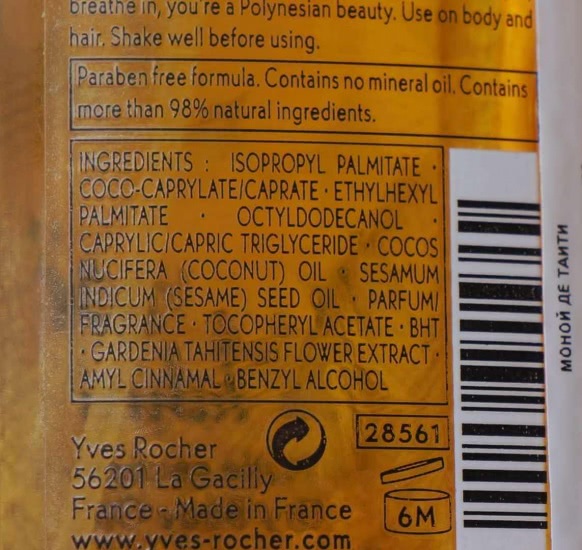 breathe in, you're a Polynesian beauty. Use on body and
hair. Shake well before using.
Paraben free formula. Contains no mineral oil. Contains
more than 98% natural ingredients.
INGREDIENTS : ISOPROPYL PALMITATE ·
COCO-CAPRYLATE/CAPRATE · ETHYLHEXYL
PALMITATE · OCTYLDODECANOL ·
CAPRYLIC/CAPRIC TRIGLYCERIDE · COCOS
NUCIFERA (COCONUT) OIL · SESAMUM
INDICUM (SESAME) SEED OIL · PARFUM/
FRAGRANCE · TOCOPHERYL ACETATE · BHT
· GARDENIA TAHITENSIS FLOWER EXTRACT ·
AMYL CINNAMAL · BENZYL ALCOHOL
28561
Yves Rocher
56201 La Gacilly
France - Made in France
www.yves-rocher.com
6M
МОНОЙ ДЕ ТАИТИ